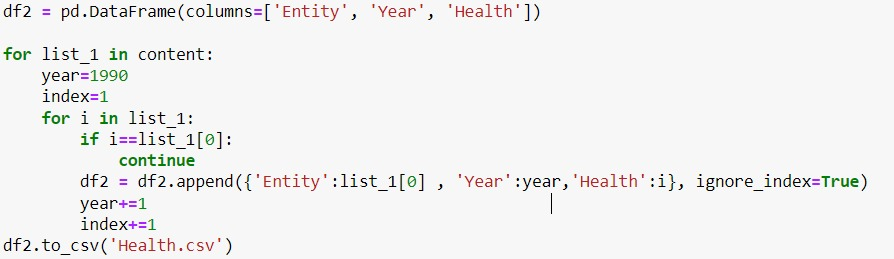 df2 = pd.DataFrame(columns=['Entity', 'Year', 'Health'])

for list_1 in content:
    year=1990
    index=1
    for i in list_1:
        if i==list_1[0]:
            continue
        df2 = df2.append({'Entity':list_1[0] , 'Year':year,'Health':i}, ignore_index=True)
        year+=1
        index+=1
df2.to_csv('Health.csv')